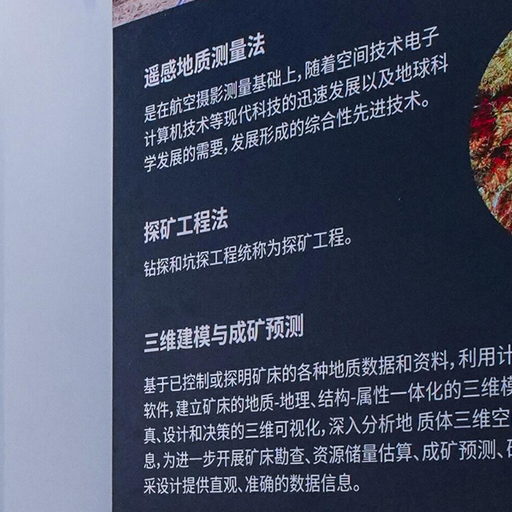 遥感地质测量法
是在航空摄影测量基础上，随着空间技术电子
计算机技术等现代科技的迅速发展以及地球科
学发展的需要，发展形成的综合性先进技术。
探矿工程法
钻探和坑探工程统称为探矿工程。
三维建模与成矿预测
基于已控制或探明矿床的各种地质数据和资料，利用计
软件，建立矿床的地质-地理、结构-属性一体化的三维模
真、设计和决策的三维可视化，深入分析地 质体三维空
息，为进一步开展矿床勘查、资源储量估算、成矿预测、
采设计提供直观、准确的数据信息。